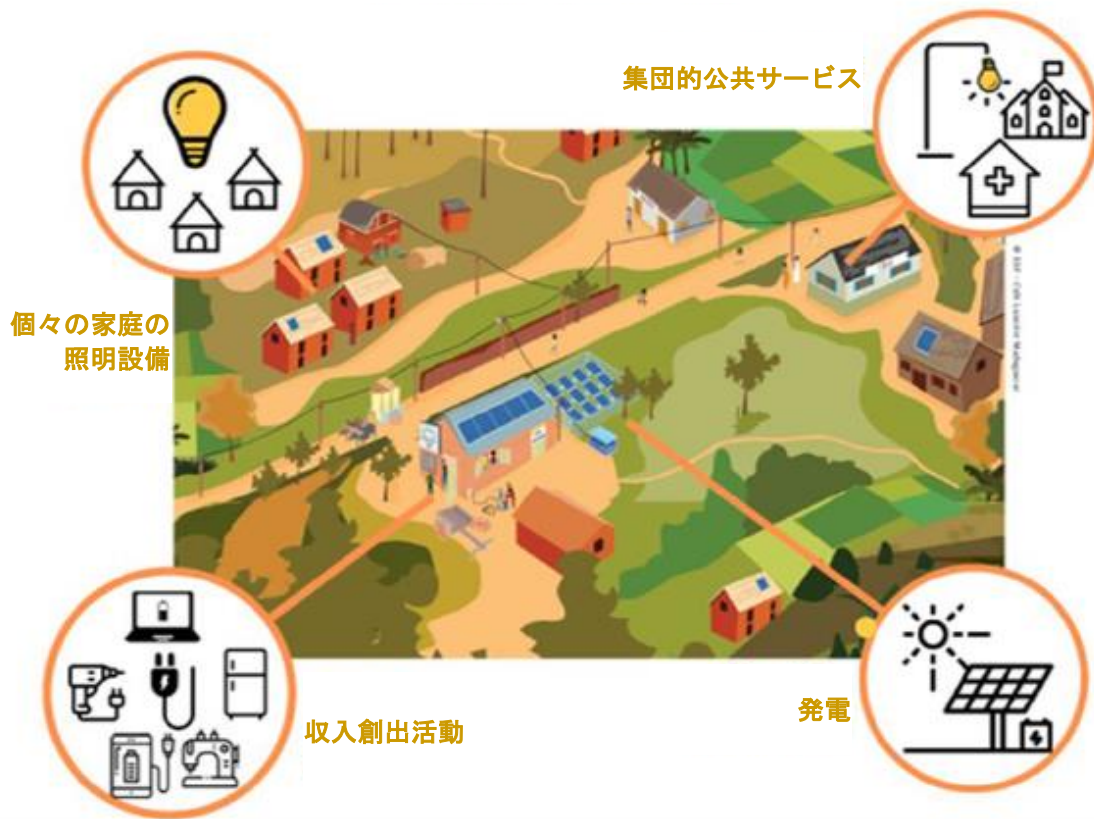 集団的公共サービス
個々の家庭の
照明設備
収入創出活動
発電